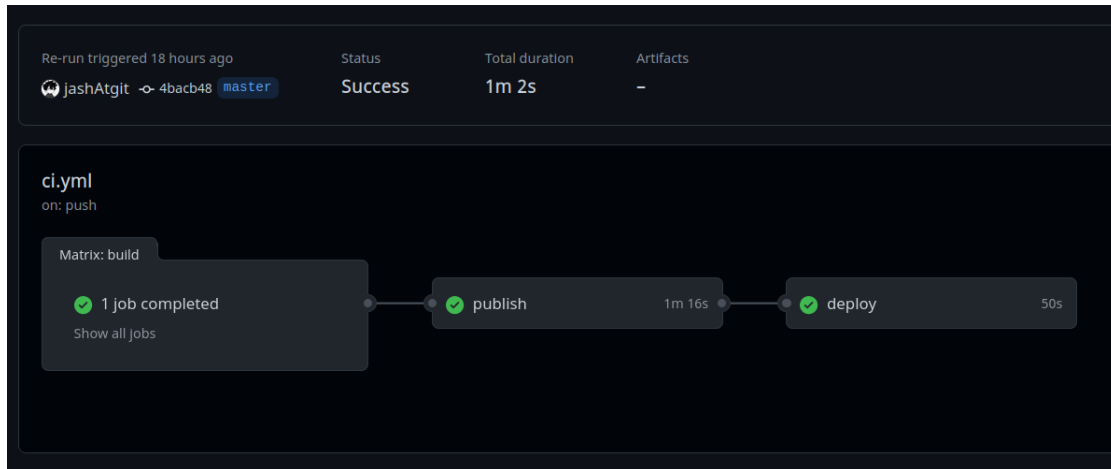 Re-run triggered 18 hours ago
jashAtgit 4bacb48 master
Status
Success
Total duration
1m 2s
Artifacts
–
ci.yml
on: push
Matrix: build
1 job completed
Show all jobs
publish 1m 16s
deploy 50s